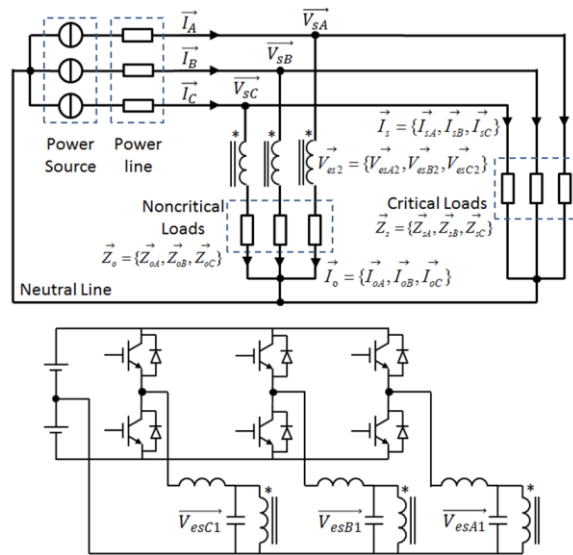 I_A
V_sA
I_B
V_sB
I_C
V_sC
Power Source
Power line
I_s = {I_sA, I_sB, I_sC}
* * *
V_es2 = {V_esA2, V_esB2, V_esC2}
Noncritical Loads
Critical Loads
Z_o = {Z_oA, Z_oB, Z_oC}
Z_s = {Z_sA, Z_sB, Z_sC}
I_o = {I_oA, I_oB, I_oC}
Neutral Line
* * *
V_esC1
V_esB1
V_esA1